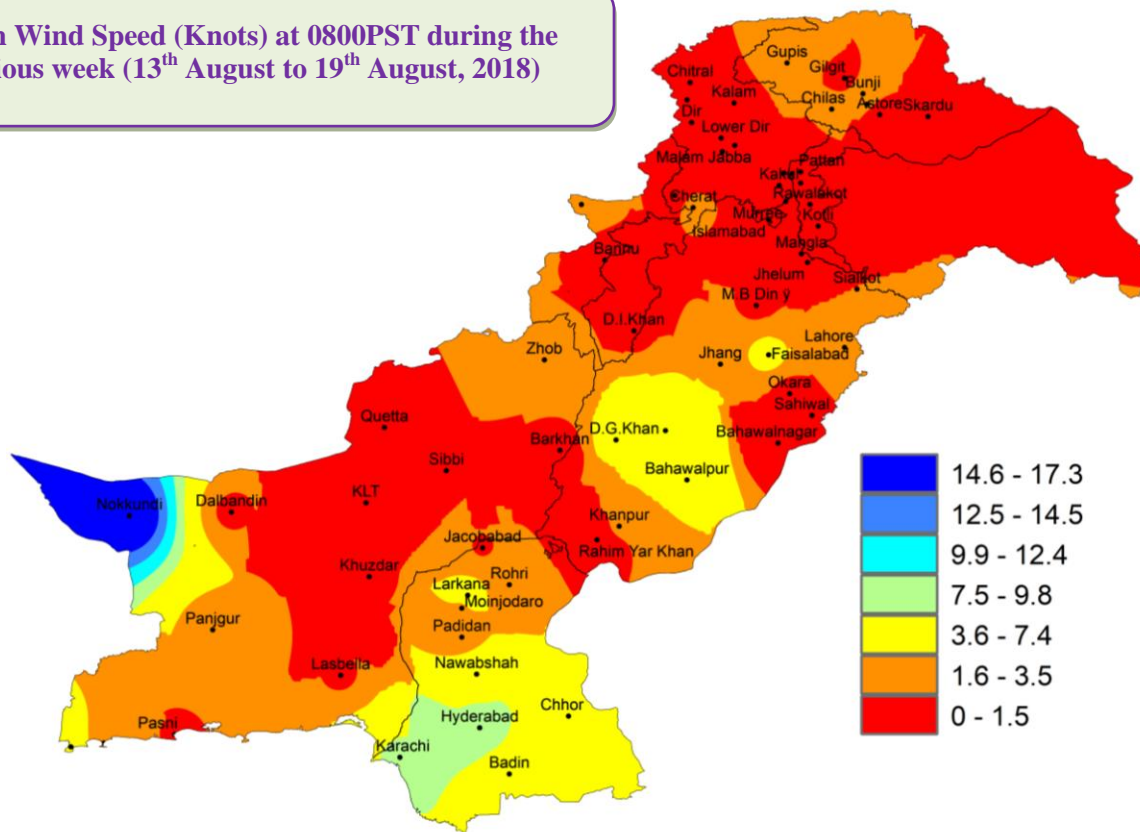 Wind Speed (Knots) at 0800PST during the
week (13th August to 19th August, 2018)
Gupis
Gilgit
Chitral
Bunji
Kalam
Chilas
Astore
Skardu
Dir
Lower Dir
Majam Jabba
Pattan
Rawalakot
Cherat
Murree
Kotli
Islamabad
Mangla
Bannu
Jhelum
Sialkot
M.B Din ÿ
D.I.Khan
Lahore
Zhob
Jhang
Faisalabad
Okara
Sahiwal
Quetta
Barkhan
D.G.Khan
Bahawalnagar
Sibbi
Bahawalpur
14.6 - 17.3
Nokkundi
Dalbandin
KLT
12.5 - 14.5
Khanpur
Jacobabad
Rahim Yar Khan
9.9 - 12.4
Khuzdar
Rohri
Larkana
7.5 - 9.8
Moinjodaro
Panjgur
Padidan
3.6 - 7.4
Lasbella
Nawabshah
1.6 - 3.5
Chhor
Pasni
Hyderabad
0 - 1.5
Karachi
Badin